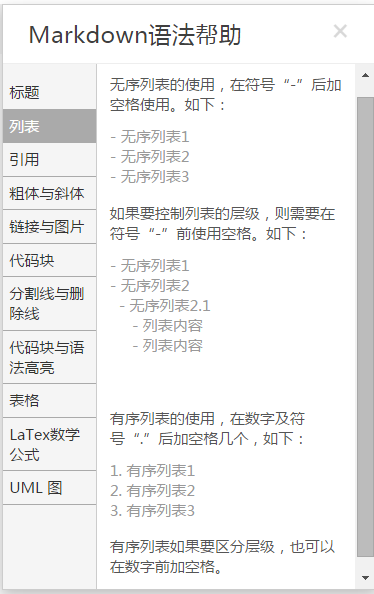 Markdown语法帮助
×
标题
列表
引用
粗体与斜体
链接与图片
代码块
分割线与删
除线
代码块与语
法高亮
表格
LaTex数学
公式
UML 图
无序列表的使用，在符号“-”后加
空格使用。如下：
- 无序列表1
- 无序列表2
- 无序列表3
如果要控制列表的层级，则需要在
符号“-”前使用空格。如下：
- 无序列表1
- 无序列表2
- 无序列表2.1
- 列表内容
- 列表内容
有序列表的使用，在数字及符
号“.”后加空格几个，如下：
1. 有序列表1
2. 有序列表2
3. 有序列表3
有序列表如果要区分层级，也可以
在数字前加空格。